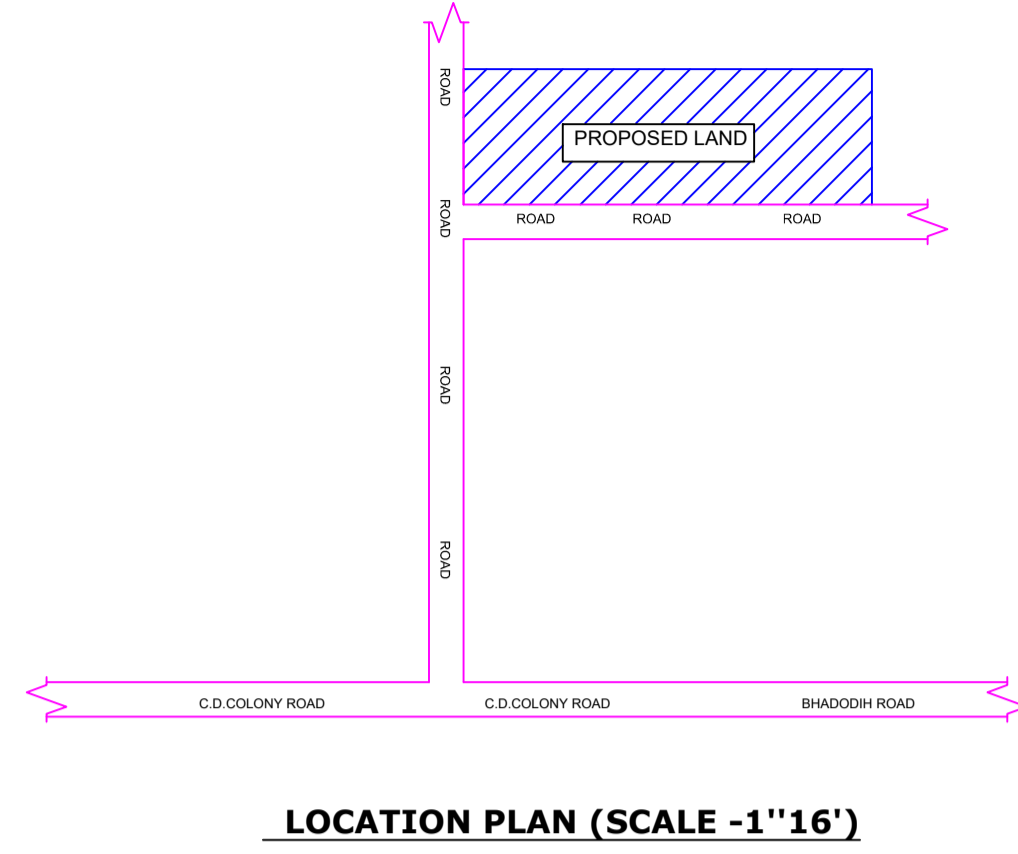 ROAD
PROPOSED LAND
ROAD
ROAD ROAD ROAD
ROAD
ROAD
C.D.COLONY ROAD C.D.COLONY ROAD BHADODIH ROAD
LOCATION PLAN (SCALE -1''16')